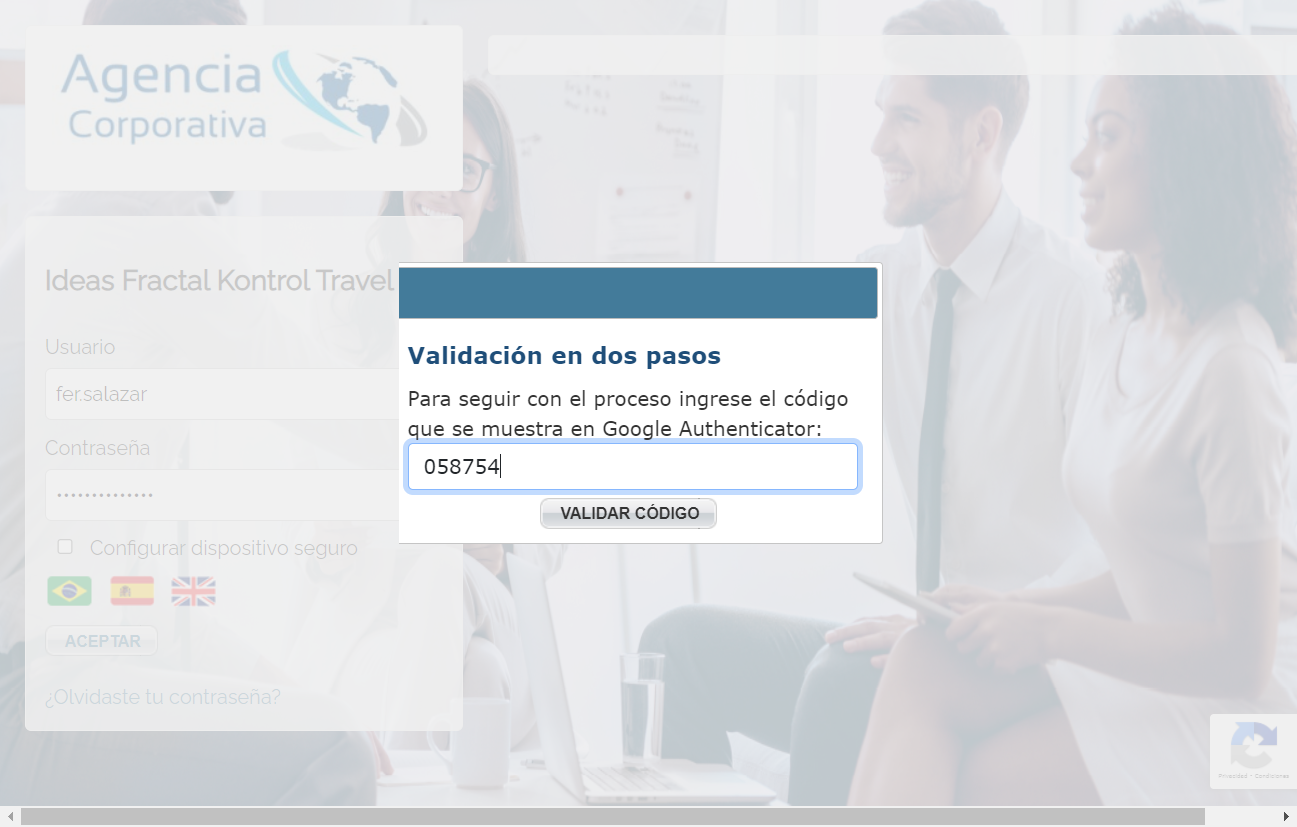 Agencia
Corporativa
Ideas Fractal Kontrol Travel
Usuario
fer.salazar
Contraseña
••••••••••••••
Configurar dispositivo seguro
ACEPTAR
¿Olvidaste tu contraseña?
Validación en dos pasos
Para seguir con el proceso ingrese el código
que se muestra en Google Authenticator:
058754
VALIDAR CÓDIGO
Privacidad - Condiciones